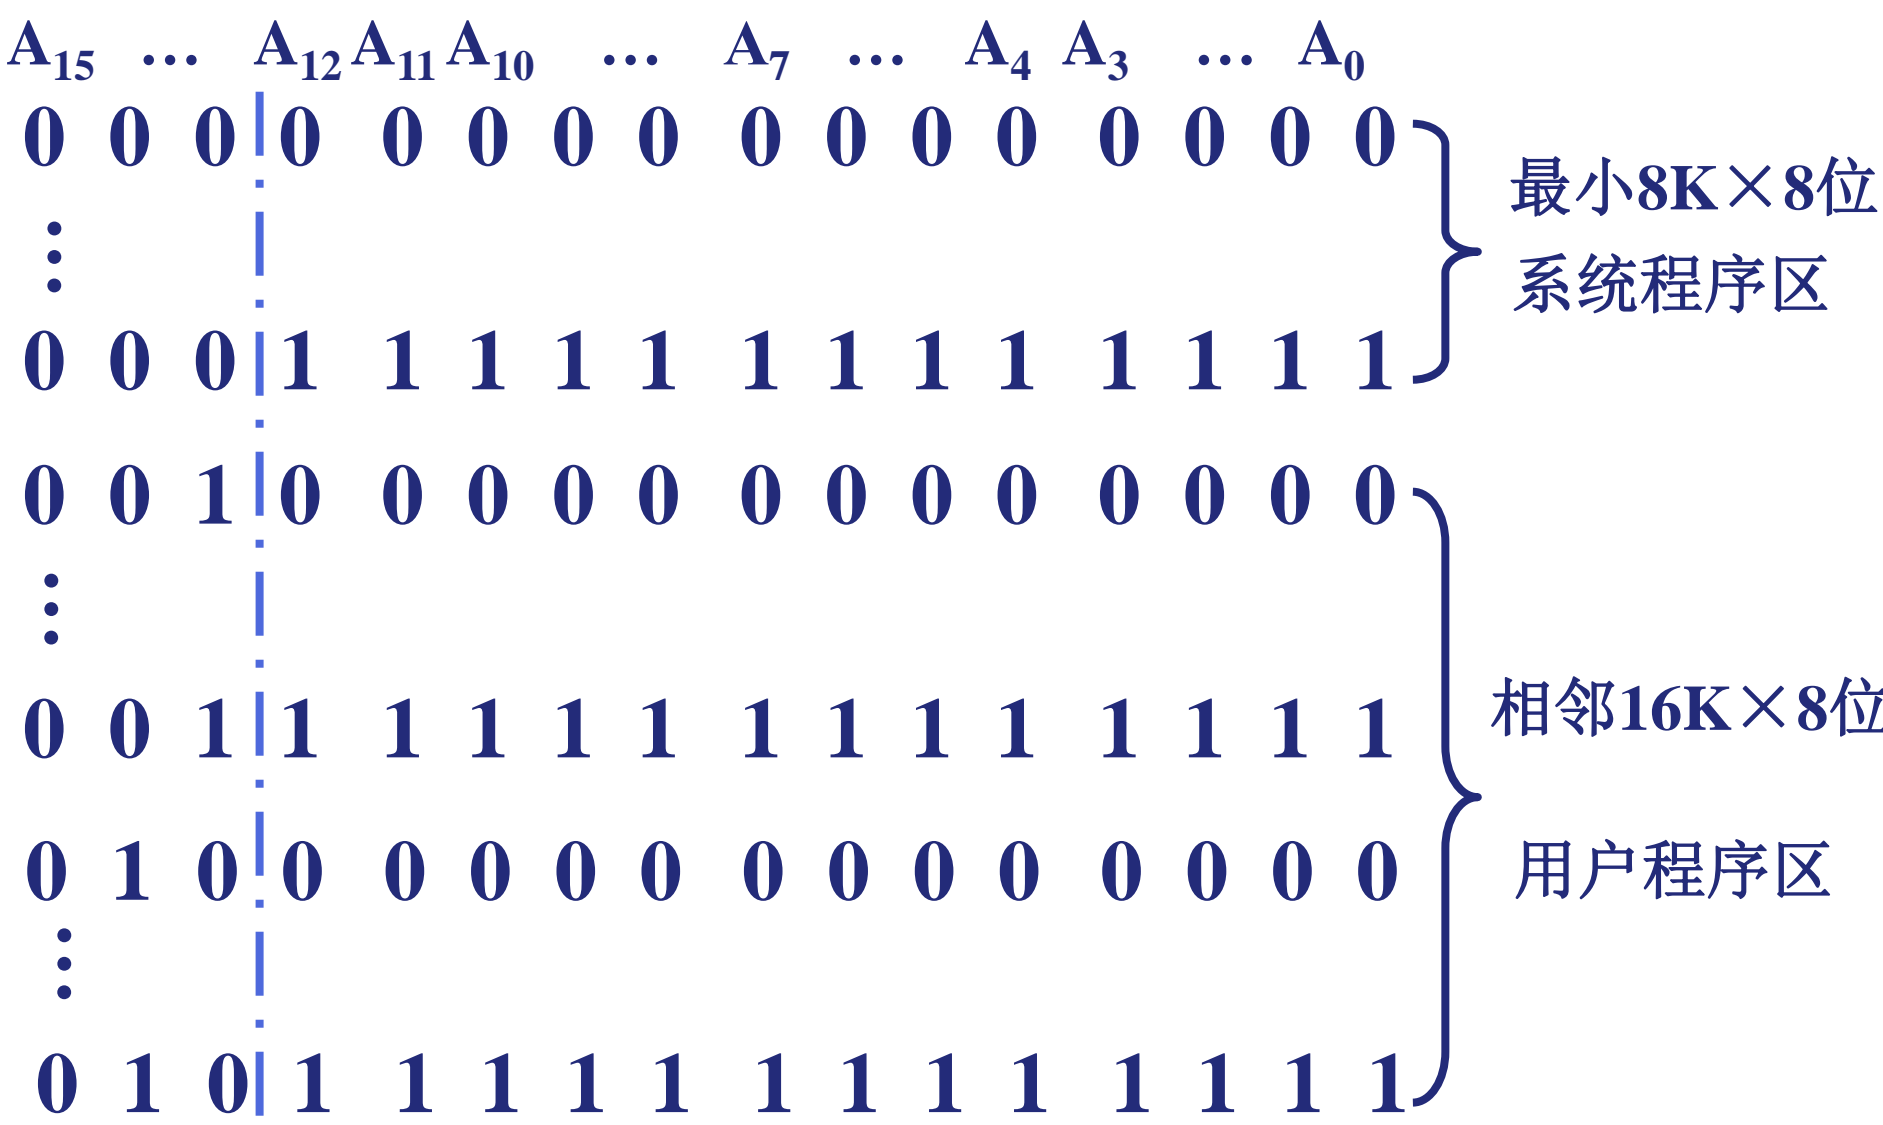 A15 … A12 A11 A10 … A7 … A4 A3 … A0
0 0 0 0 0 0 0 0 0 0 0 0 0 0 0 0
最小8K×8位
⋮
系统程序区
0 0 0 1 1 1 1 1 1 1 1 1 1 1 1 1
0 0 1 0 0 0 0 0 0 0 0 0 0 0 0 0
⋮
0 0 1 1 1 1 1 1 1 1 1 1 1 1 1 1
相邻16K×8位
0 1 0 0 0 0 0 0 0 0 0 0 0 0 0 0
用户程序区
⋮
0 1 0 1 1 1 1 1 1 1 1 1 1 1 1 1